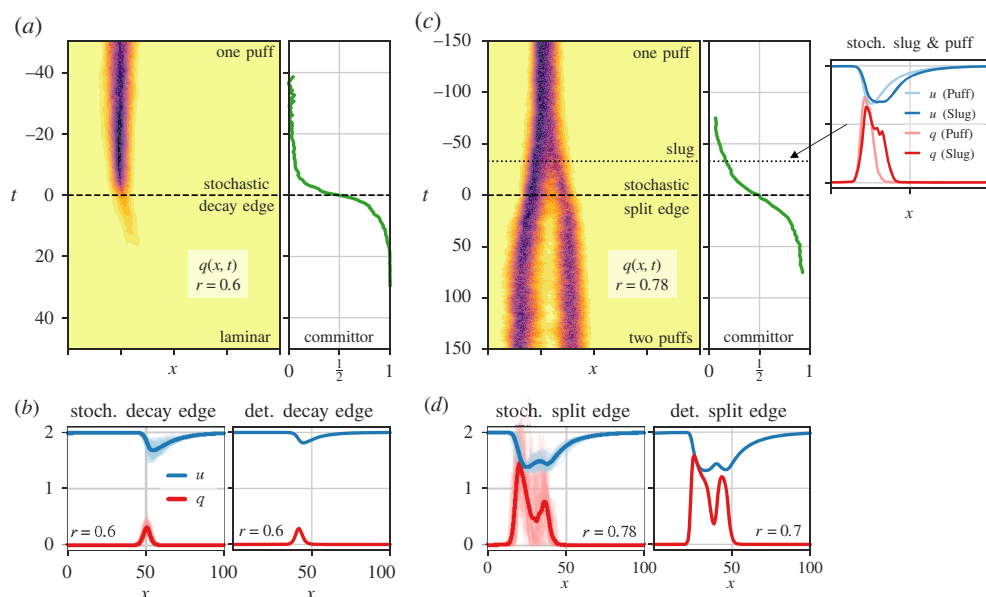 (a)
one puff
–40
–20
t
0
20
40
stochastic
decay edge
q(x, t)
r = 0.6
laminar
x
committor
0
1/2
1
(c)
one puff
–150
–100
–50
t
0
50
100
150
slug
stochastic
split edge
q(x, t)
r = 0.78
two puffs
x
committor
0
1/2
1
stoch. slug & puff
u (Puff)
u (Slug)
q (Puff)
q (Slug)
x
(b)
stoch. decay edge
det. decay edge
2
1
0
u
q
r = 0.6
r = 0.6
0
50
100
50
100
x
x
(d)
stoch. split edge
det. split edge
2
1
0
r = 0.78
r = 0.7
0
50
100
50
100
x
x